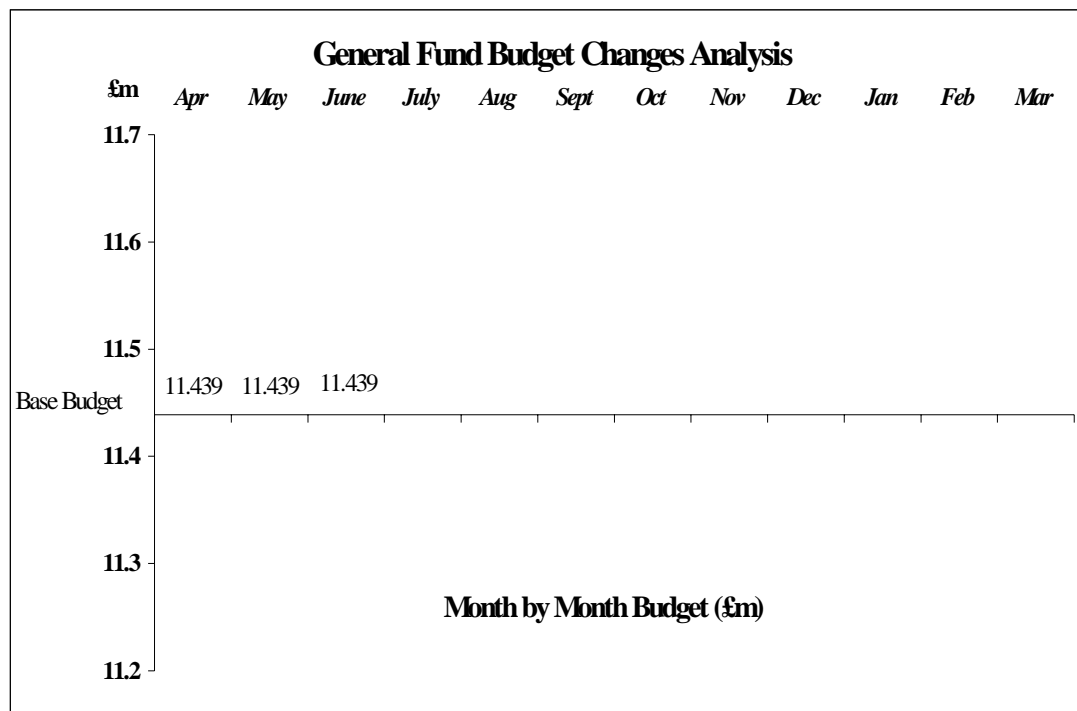 General Fund Budget Changes Analysis
£m Apr May June July Aug Sept Oct Nov Dec Jan Feb Mar
11.7
11.6
11.5
11.439 11.439 11.439
Base Budget
11.4
11.3
Month by Month Budget (£m)
11.2